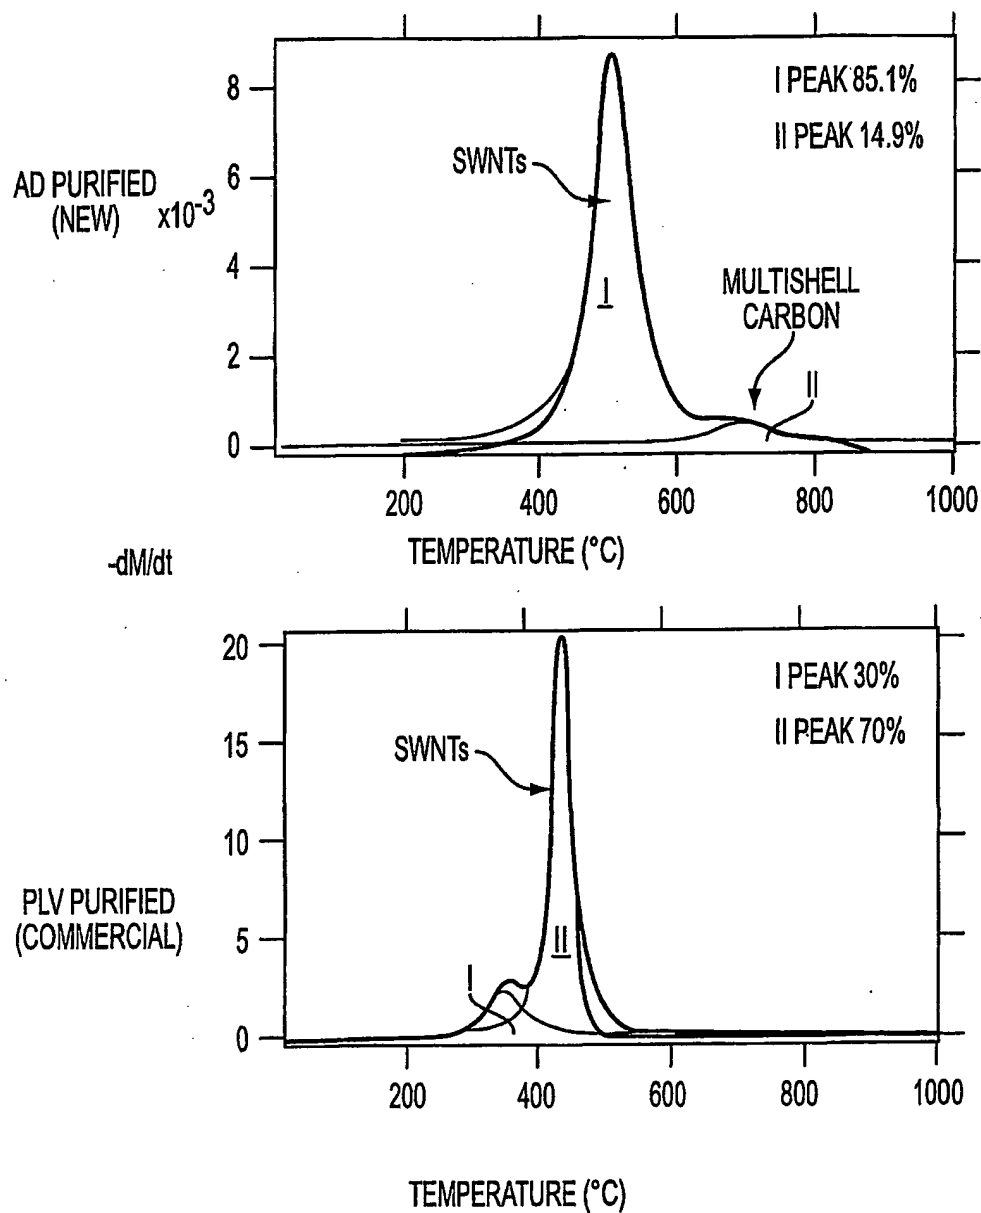 I PEAK 85.1%
II PEAK 14.9%
8
6
4
2
0
SWNTs
AD PURIFIED
(NEW) x10-3
I
MULTISHELL
CARBON
II
200 400 600 800 1000
TEMPERATURE (°C)
-dM/dt
I PEAK 30%
II PEAK 70%
20
15
10
5
0
SWNTs
PLV PURIFIED
(COMMERCIAL)
I
II
200 400 600 800 1000
TEMPERATURE (°C)